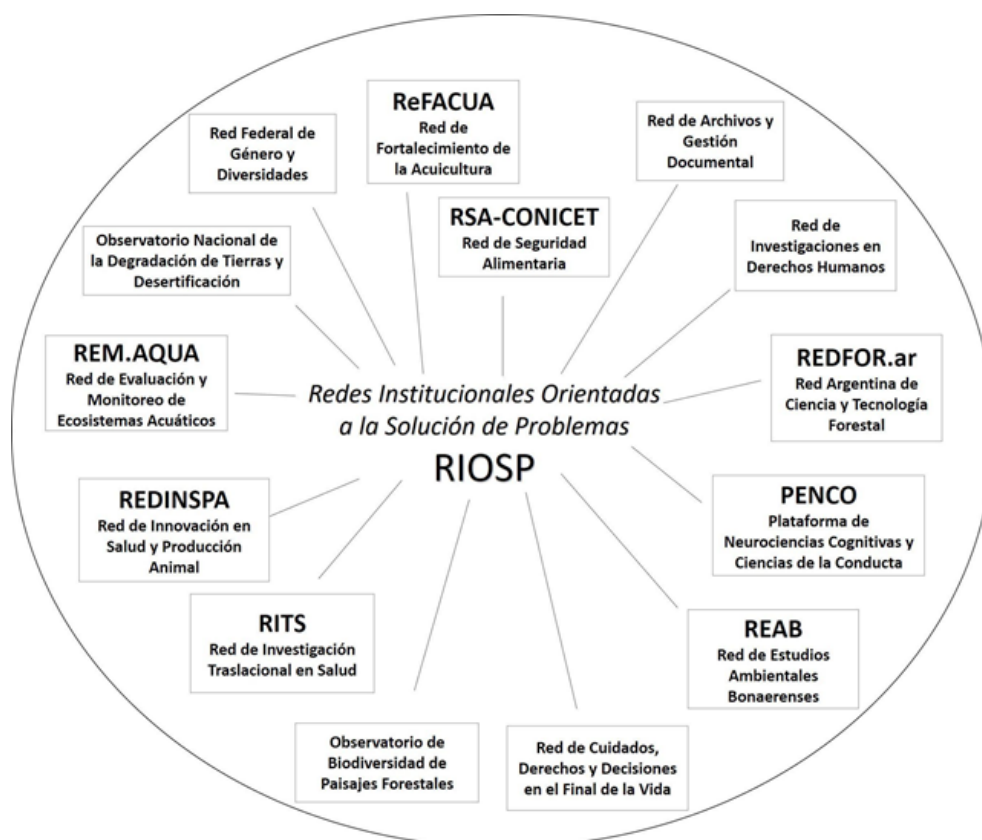 ReFACUA
Red de
Fortalecimiento de
la Acuicultura
Red Federal de
Género y
Diversidades
Red de Archivos y
Gestión
Documental
RSA-CONICET
Red de Seguridad
Alimentaria
Red de
Investigaciones en
Derechos Humanos
Observatorio Nacional de
la Degradación de Tierras y
Desertificación
REM.AQUA
Red de Evaluación y
Monitoreo de
Ecosistemas Acuáticos
REDFOR.ar
Red Argentina de
Ciencia y Tecnología
Forestal
Redes Institucionales Orientadas
a la Solución de Problemas
RIOSP
REDINSPA
Red de Innovación en
Salud y Producción
Animal
PENCO
Plataforma de
Neurociencias Cognitivas y
Ciencias de la Conducta
RITS
Red de Investigación
Traslacional en Salud
REAB
Red de Estudios
Ambientales
Bonaerenses
Observatorio de
Biodiversidad de
Paisajes Forestales
Red de Cuidados,
Derechos y Decisiones
en el Final de la Vida